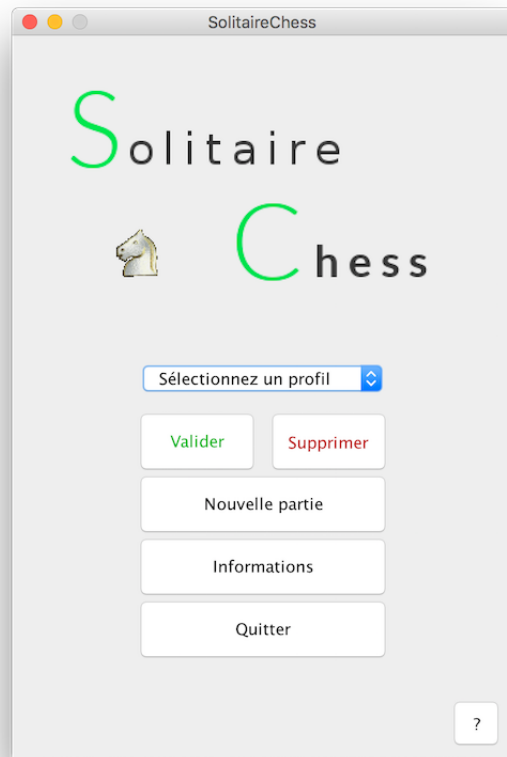 SolitaireChess
Solitaire
Chess
Sélectionnez un profil
Valider
Supprimer
Nouvelle partie
Informations
Quitter
?